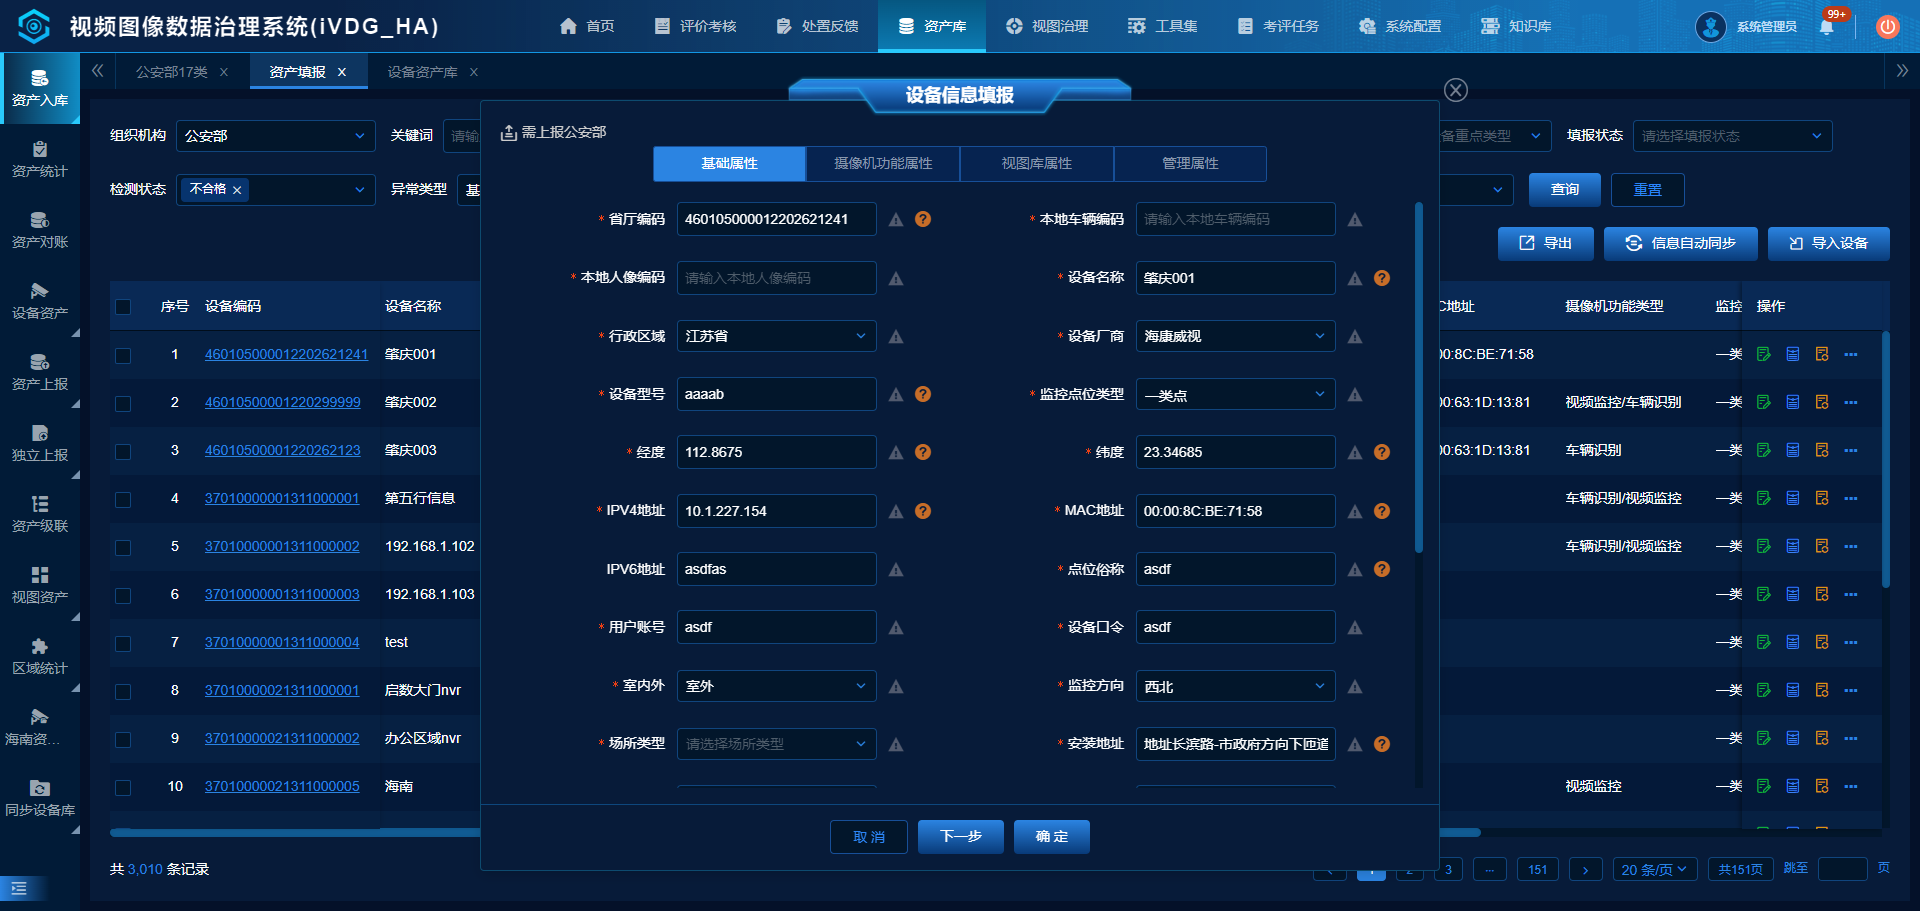 视频图像数据治理系统(iVDG_HA)
首页
评价考核
处置反馈
资产库
视图治理
工具集
考评任务
系统配置
知识库
系统管理员
99+
资产入库
资产统计
资产对账
设备资产
资产上报
独立上报
资产级联
视图资产
区域统计
海南资...
同步设备库
公安部17类
资产填报
设备资产库
组织机构 公安部
关键词
备重点类型
填报状态 请选择填报状态
检测状态 不合格
异常类型
查询
重置
导出
信息自动同步
导入设备
序号 设备编码 设备名称 C地址 摄像机功能类型 监控 操作
1 460105000012202621241 肇庆001 00:8C:BE:71:58 一类
2 46010500001220299999 肇庆002 00:63:1D:13:81 视频监控/车辆识别 一类
3 46010500001220262123 肇庆003 00:63:1D:13:81 车辆识别 一类
4 37010000001311000001 第五行信息 车辆识别/视频监控 一类
5 37010000001311000002 192.168.1.102 车辆识别/视频监控 一类
6 37010000001311000003 192.168.1.103 一类
7 37010000001311000004 test 一类
8 37010000021311000001 启数大门nvr 一类
9 37010000021311000002 办公区域nvr 一类
10 37010000021311000005 海南 视频监控 一类
共 3,010 条记录
1 2 3 ... 151
20 条/页
共151页
跳至
页
设备信息填报
需上报公安部
基础属性
摄像机功能属性
视图库属性
管理属性
* 省厅编码 460105000012202621241
* 本地车辆编码 请输入本地车辆编码
* 本地人像编码 请输入本地人像编码
* 设备名称 肇庆001
* 行政区域 江苏省
* 设备厂商 海康威视
* 设备型号 aaaab
* 监控点位类型 一类点
* 经度 112.8675
* 纬度 23.34685
* IPV4地址 10.1.227.154
* MAC地址 00:00:8C:BE:71:58
IPV6地址 asdfas
* 点位俗称 asdf
* 用户账号 asdf
* 设备口令 asdf
* 室内外 室外
* 监控方向 西北
* 场所类型 请选择场所类型
* 安装地址 地址长滨路-市政府方向下匝道
取 消
下一步
确 定